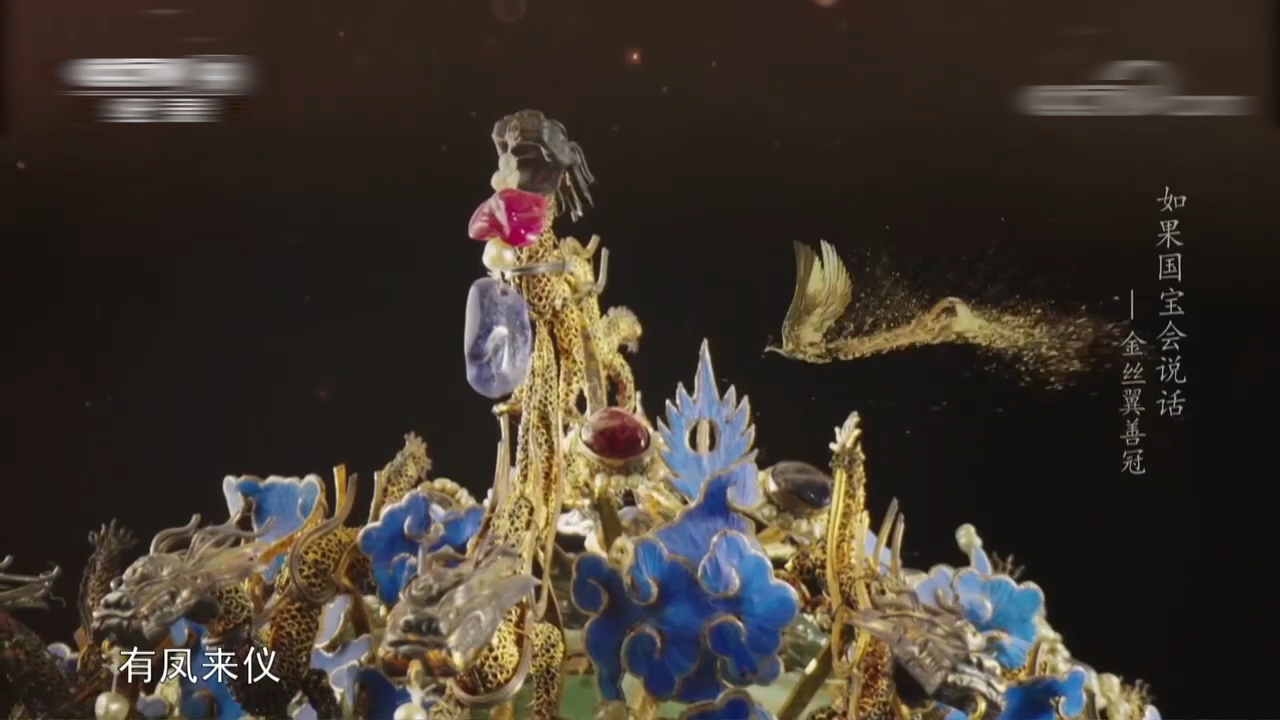 如果国宝会说话
— 金丝翼善冠
有凤来仪